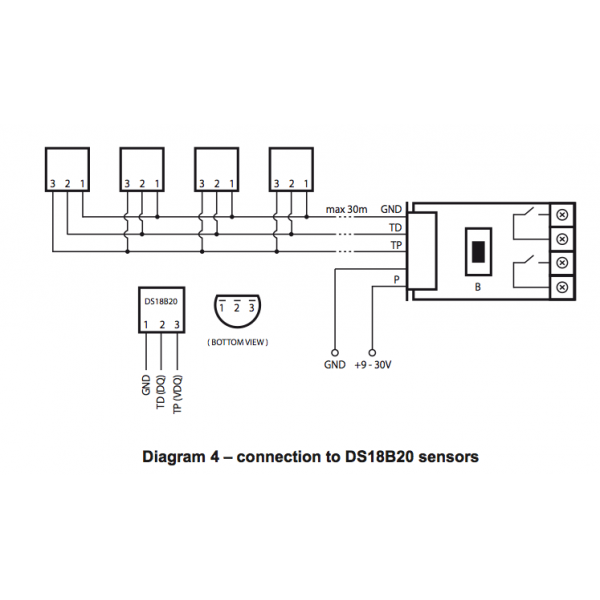 3 2 1 3 2 1 3 2 1 3 2 1
max 30m GND
TD
TP
P
B
DS18B20
1 2 3
1 2 3
( BOTTOM VIEW )
GND
TD (DQ)
TP (VDQ)
GND +9 - 30V
Diagram 4 – connection to DS18B20 sensors